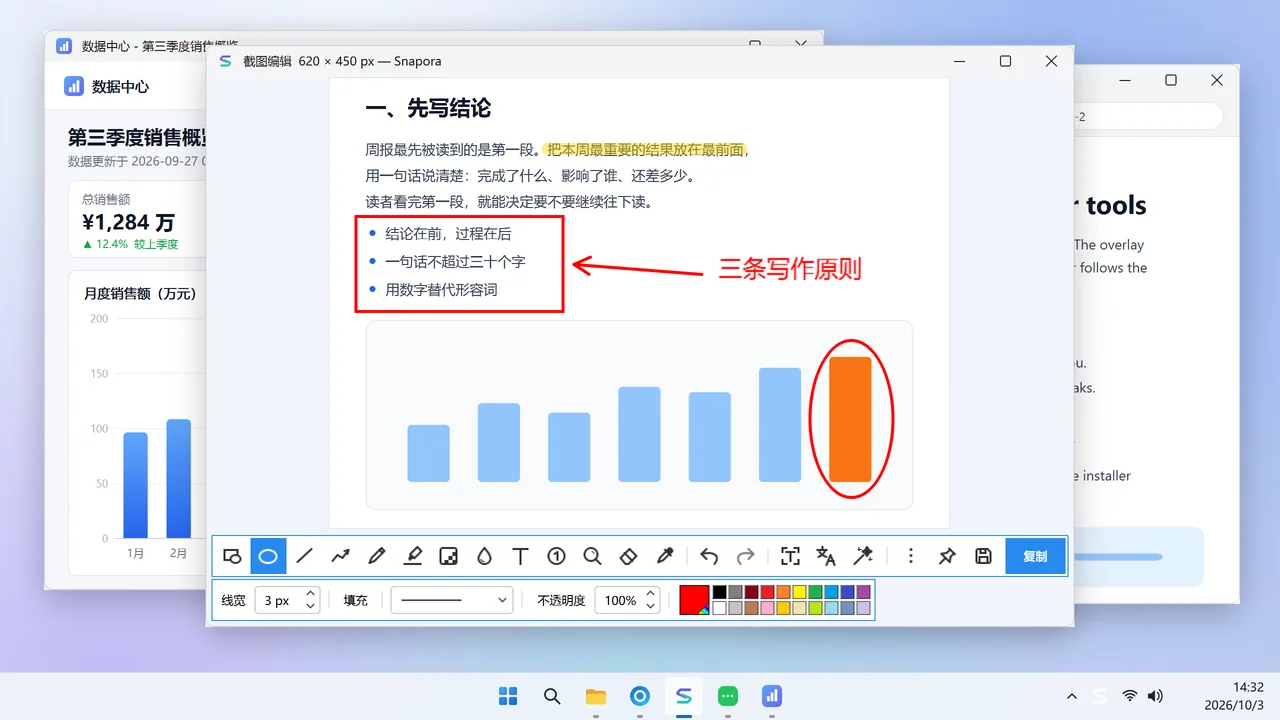 数据中心 - 第三季度销售概览
截图编辑 620 × 450 px — Snapora
数据中心
第三季度销售概览
数据更新于 2026-09-27 0
总销售额
¥1,284 万
▲ 12.4% 较上季度
月度销售额（万元）
200
150
100
50
0
1月 2月
一、先写结论
周报最先被读到的是第一段。把本周最重要的结果放在最前面，
用一句话说清楚：完成了什么、影响了谁、还差多少。
读者看完第一段，就能决定要不要继续往下读。
结论在前，过程在后
一句话不超过三十个字
用数字替代形容词
三条写作原则
-2
tools
The overlay
follows the
u.
aks.
e installer
复制
线宽 3 px 填充 不透明度 100%
14:32
2026/10/3